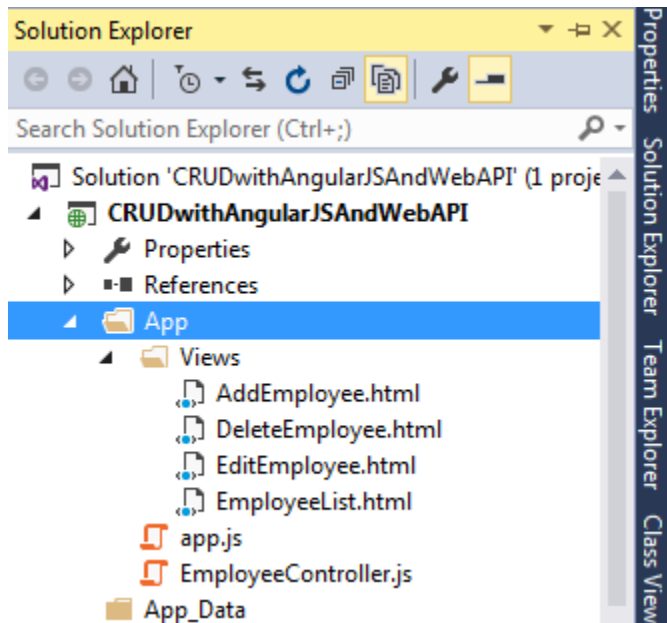 Solution Explorer
Search Solution Explorer (Ctrl+;)
Solution 'CRUDwithAngularJSAndWebAPI' (1 proje
CRUDwithAngularJSAndWebAPI
Properties
References
App
Views
AddEmployee.html
DeleteEmployee.html
EditEmployee.html
EmployeeList.html
app.js
EmployeeController.js
App_Data
Properties
Solution Explorer
Team Explorer
Class View